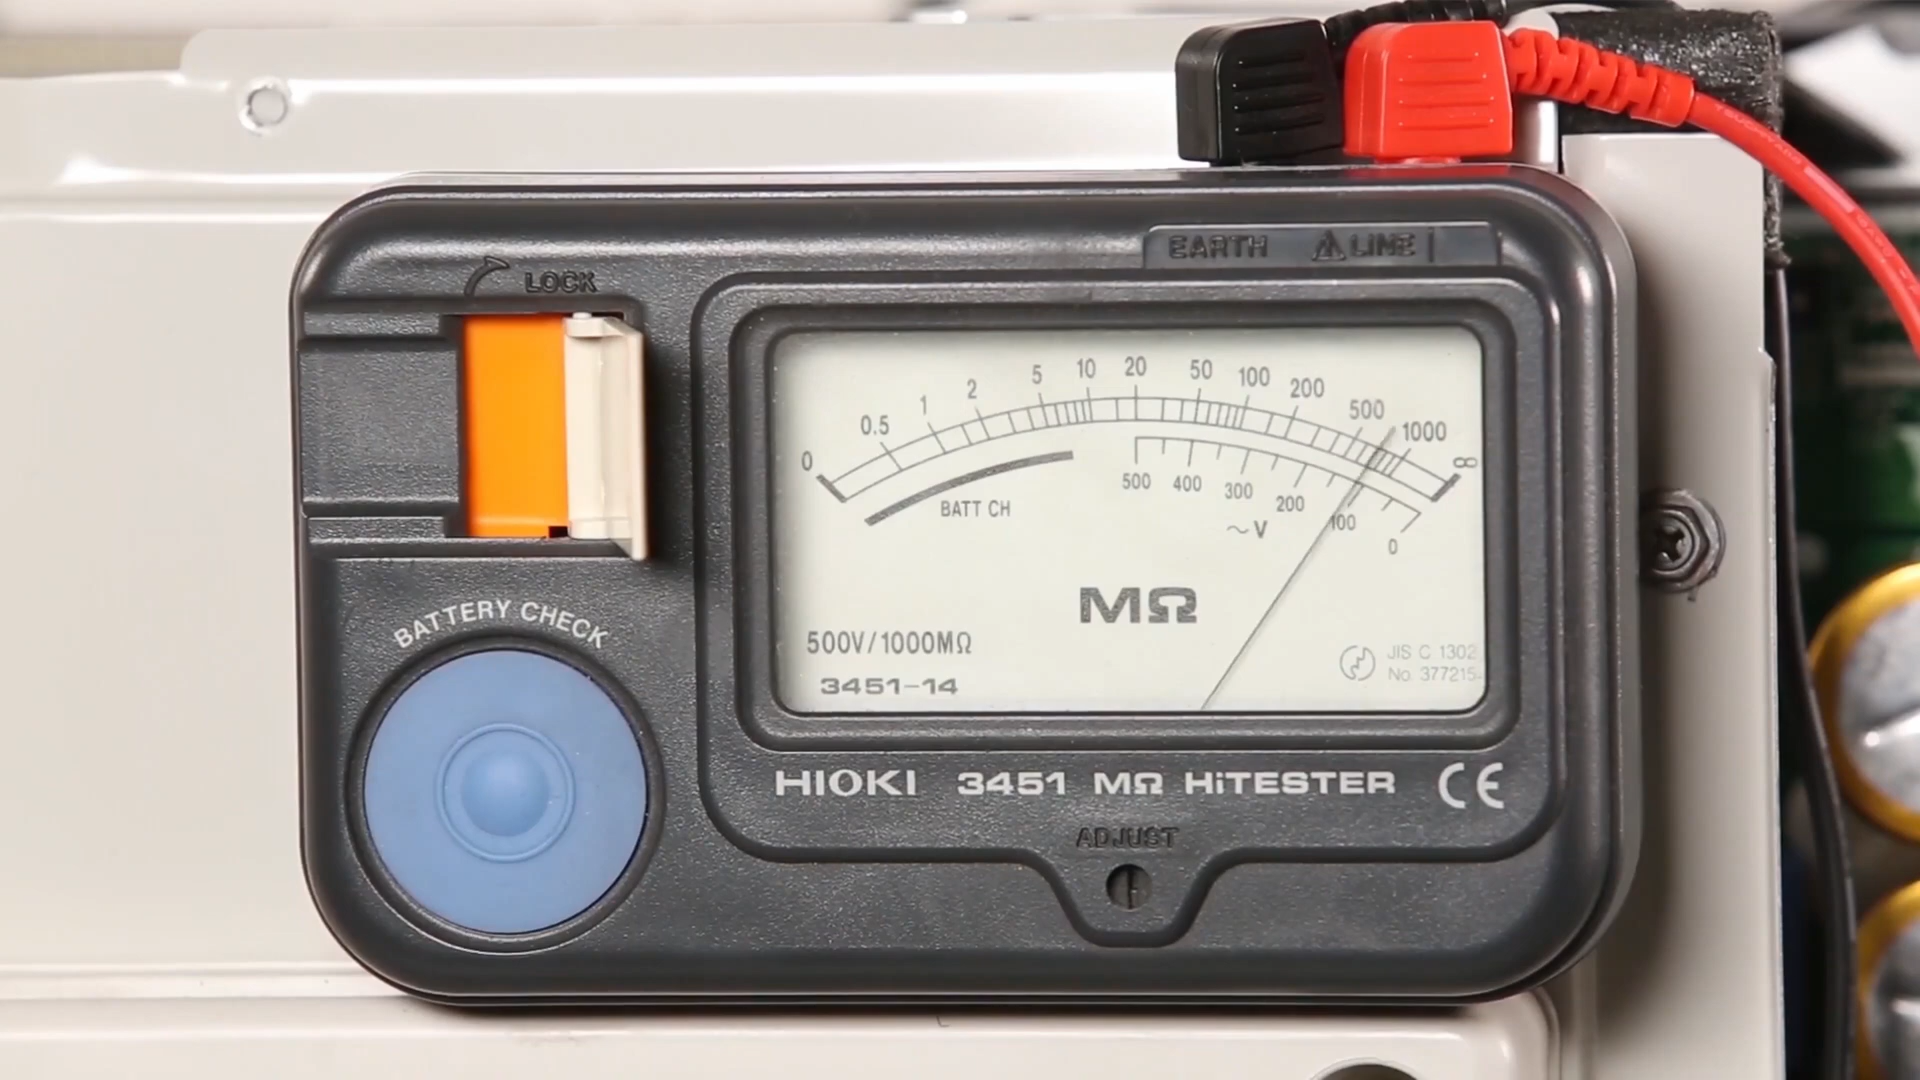 EARTH ⚠ LINE
LOCK
0 0.5 1 2 5 10 20 50 100 200 500 1000 ∞
500 400 300 200 100 0
BATT CH
~V
MΩ
500V/1000MΩ
3451-14
JIS C 1302
No. 377215
BATTERY CHECK
HIOKI 3451 MΩ HiTESTER CE
ADJUST